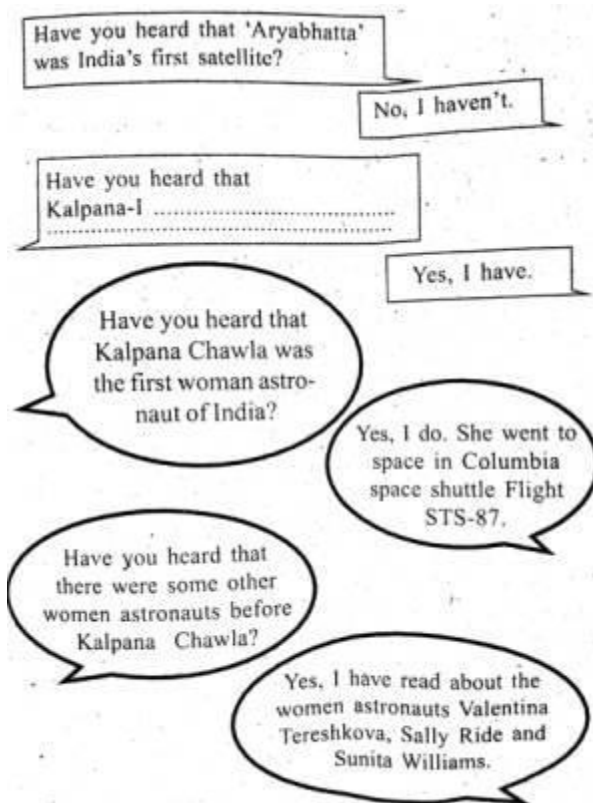 Have you heard that ‘Aryabhatta’
was India’s first satellite?
No, I haven’t.
Have you heard that
Kalpana-I ..........................................
............................................................
Yes, I have.
Have you heard that
Kalpana Chawla was
the first woman astro-
naut of India?
Yes, I do. She went to
space in Columbia
space shuttle Flight
STS-87.
Have you heard that
there were some other
women astronauts before
Kalpana Chawla?
Yes, I have read about the
women astronauts Valentina
Tereshkova, Sally Ride and
Sunita Williams.